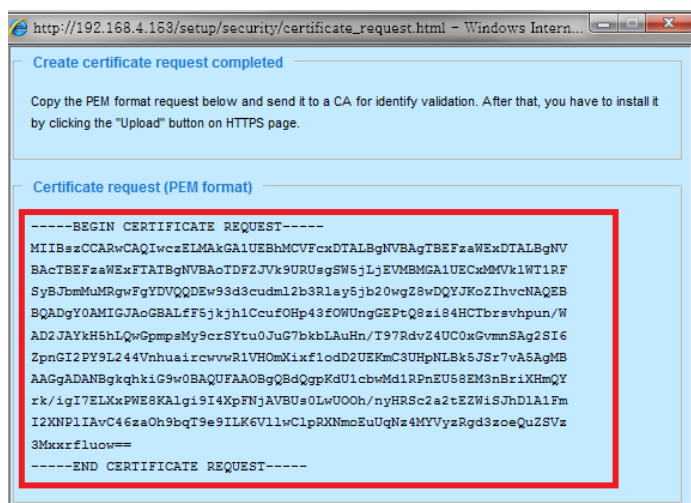 http://192.168.4.153/setup/security/certificate_request.html - Windows Intern...
Create certificate request completed
Copy the PEM format request below and send it to a CA for identify validation. After that, you have to install it
by clicking the "Upload" button on HTTPS page.
Certificate request (PEM format)
-----BEGIN CERTIFICATE REQUEST-----
MIIBszCCARwCAQIwczELMAkGA1UEBhMCVFcxDTALBgNVBAgTBEFzaWExDTALBgNV
BAcTBEFzaWExFTATBgNVBAoTDFZJVk9URUsgSW5jLjEVMBMGA1UECxMMVklWT1RF
SyBJbmMuMRgwFgYDVQQDEw93d3cudml2b3Rlay5jb20wgZ8wDQYJKoZIhvcNAQEB
BQADgY0AMIGJAoGBALfF5jkjh1CcufOHp43fOWUngGEPtQ8zi84HCTbrsvhpun/W
AD2JAYkH5hLQwGpmpsMy9crSYtu0JuG7bkbLAuHn/T97RdvZ4UC0xGvmnSAg2SI6
ZpnGI2PY9L244VnhuaircwvwR1VHOmXixf1odD2UEKmC3UHpNLBk5JSr7vA5AgMB
AAGgADANBgkqhkiG9w0BAQUFAAOBgQBdQgpKdU1cbwMd1RPnEU58EM3nBriXHmQY
rk/igI7ELXxPWE8KAlgi9I4XpFNjAVBUs0LwUOOh/nyHRSc2a2tEZWiSJhDlA1Fm
I2XNPlIAvC46zaOh9bqT9e9ILK6VllwClpRXNmoEuUqNz4MYVyzRgd3zoeQuZSVz
3Mxxrfluow==
-----END CERTIFICATE REQUEST-----